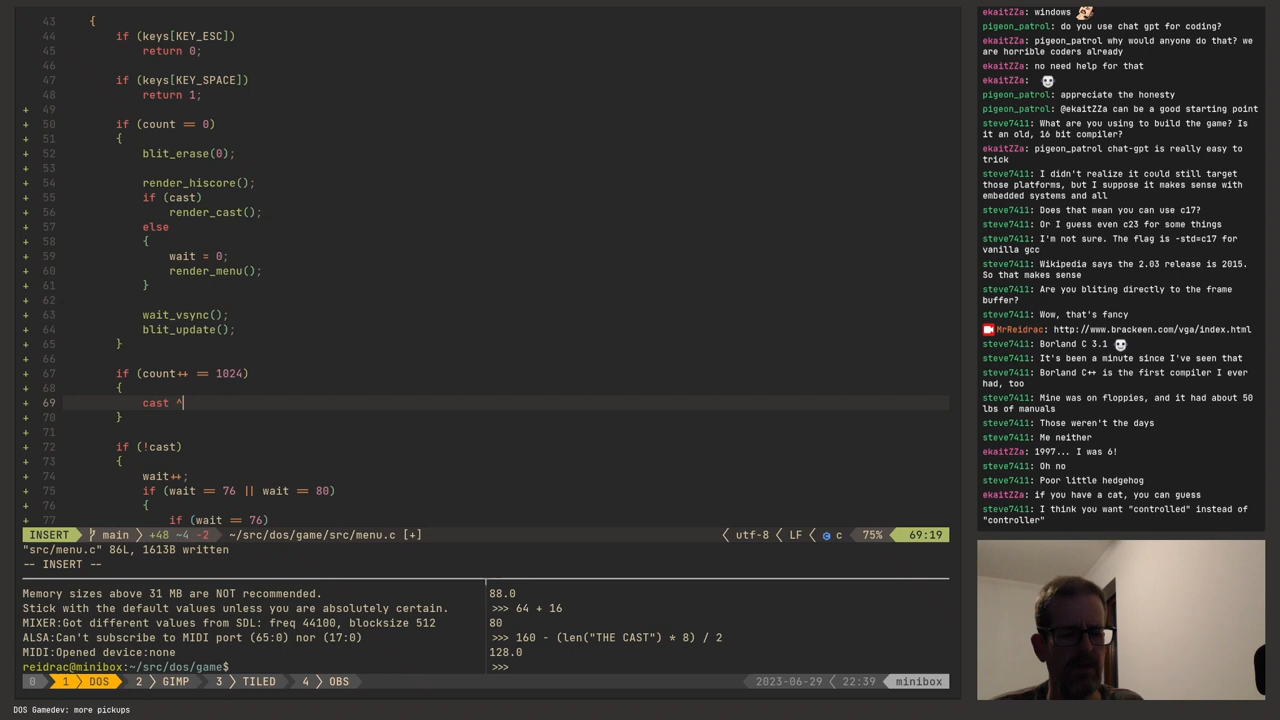 43 {
44 if (keys[KEY_ESC])
45 return 0;
46
47 if (keys[KEY_SPACE])
48 return 1;
+ 49
+ 50 if (count == 0)
+ 51 {
+ 52 blit_erase(0);
+ 53
+ 54 render_hiscore();
+ 55 if (cast)
+ 56 render_cast();
+ 57 else
+ 58 {
+ 59 wait = 0;
+ 60 render_menu();
+ 61 }
+ 62
+ 63 wait_vsync();
+ 64 blit_update();
+ 65 }
+ 66
+ 67 if (count++ == 1024)
+ 68 {
+ 69 cast ^
+ 70 }
+ 71
+ 72 if (!cast)
+ 73 {
+ 74 wait++;
+ 75 if (wait == 76 || wait == 80)
+ 76 {
+ 77 if (wait == 76)
INSERT main +48 ~4 -2 ~/src/dos/game/src/menu.c [+] utf-8 LF c 75% 69:19
"src/menu.c" 86L, 1613B written
-- INSERT --
Memory sizes above 31 MB are NOT recommended.
Stick with the default values unless you are absolutely certain.
MIXER:Got different values from SDL: freq 44100, blocksize 512
ALSA:Can't subscribe to MIDI port (65:0) nor (17:0)
MIDI:Opened device:none
reidrac@minibox:~/src/dos/game$
88.0
>>> 64 + 16
80
>>> 160 - (len("THE CAST") * 8) / 2
128.0
>>>
0 1 DOS 2 GIMP 3 TILED 4 OBS 2023-06-29 22:39 minibox
DOS Gamedev: more pickups
ekaitZZa: windows
pigeon_patrol: do you use chat gpt for coding?
ekaitZZa: pigeon_patrol why would anyone do that? we
are horrible coders already
ekaitZZa: no need help for that
ekaitZZa:
pigeon_patrol: appreciate the honesty
pigeon_patrol: @ekaitZZa can be a good starting point
steve7411: What are you using to build the game? Is
it an old, 16 bit compiler?
ekaitZZa: pigeon_patrol chat-gpt is really easy to
trick
steve7411: I didn't realize it could still target
those platforms, but I suppose it makes sense with
embedded systems and all
steve7411: Does that mean you can use c17?
steve7411: Or I guess even c23 for some things
steve7411: I'm not sure. The flag is -std=c17 for
vanilla gcc
steve7411: Wikipedia says the 2.03 release is 2015.
So that makes sense
steve7411: Are you bliting directly to the frame
buffer?
steve7411: Wow, that's fancy
MrReidrac: http://www.brackeen.com/vga/index.html
steve7411: Borland C 3.1
steve7411: It's been a minute since I've seen that
steve7411: Borland C++ is the first compiler I ever
had, too
steve7411: Mine was on floppies, and it had about 50
lbs of manuals
steve7411: Those weren't the days
steve7411: Me neither
ekaitZZa: 1997... I was 6!
steve7411: Oh no
steve7411: Poor little hedgehog
ekaitZZa: if you have a cat, you can guess
steve7411: I think you want "controlled" instead of
"controller"